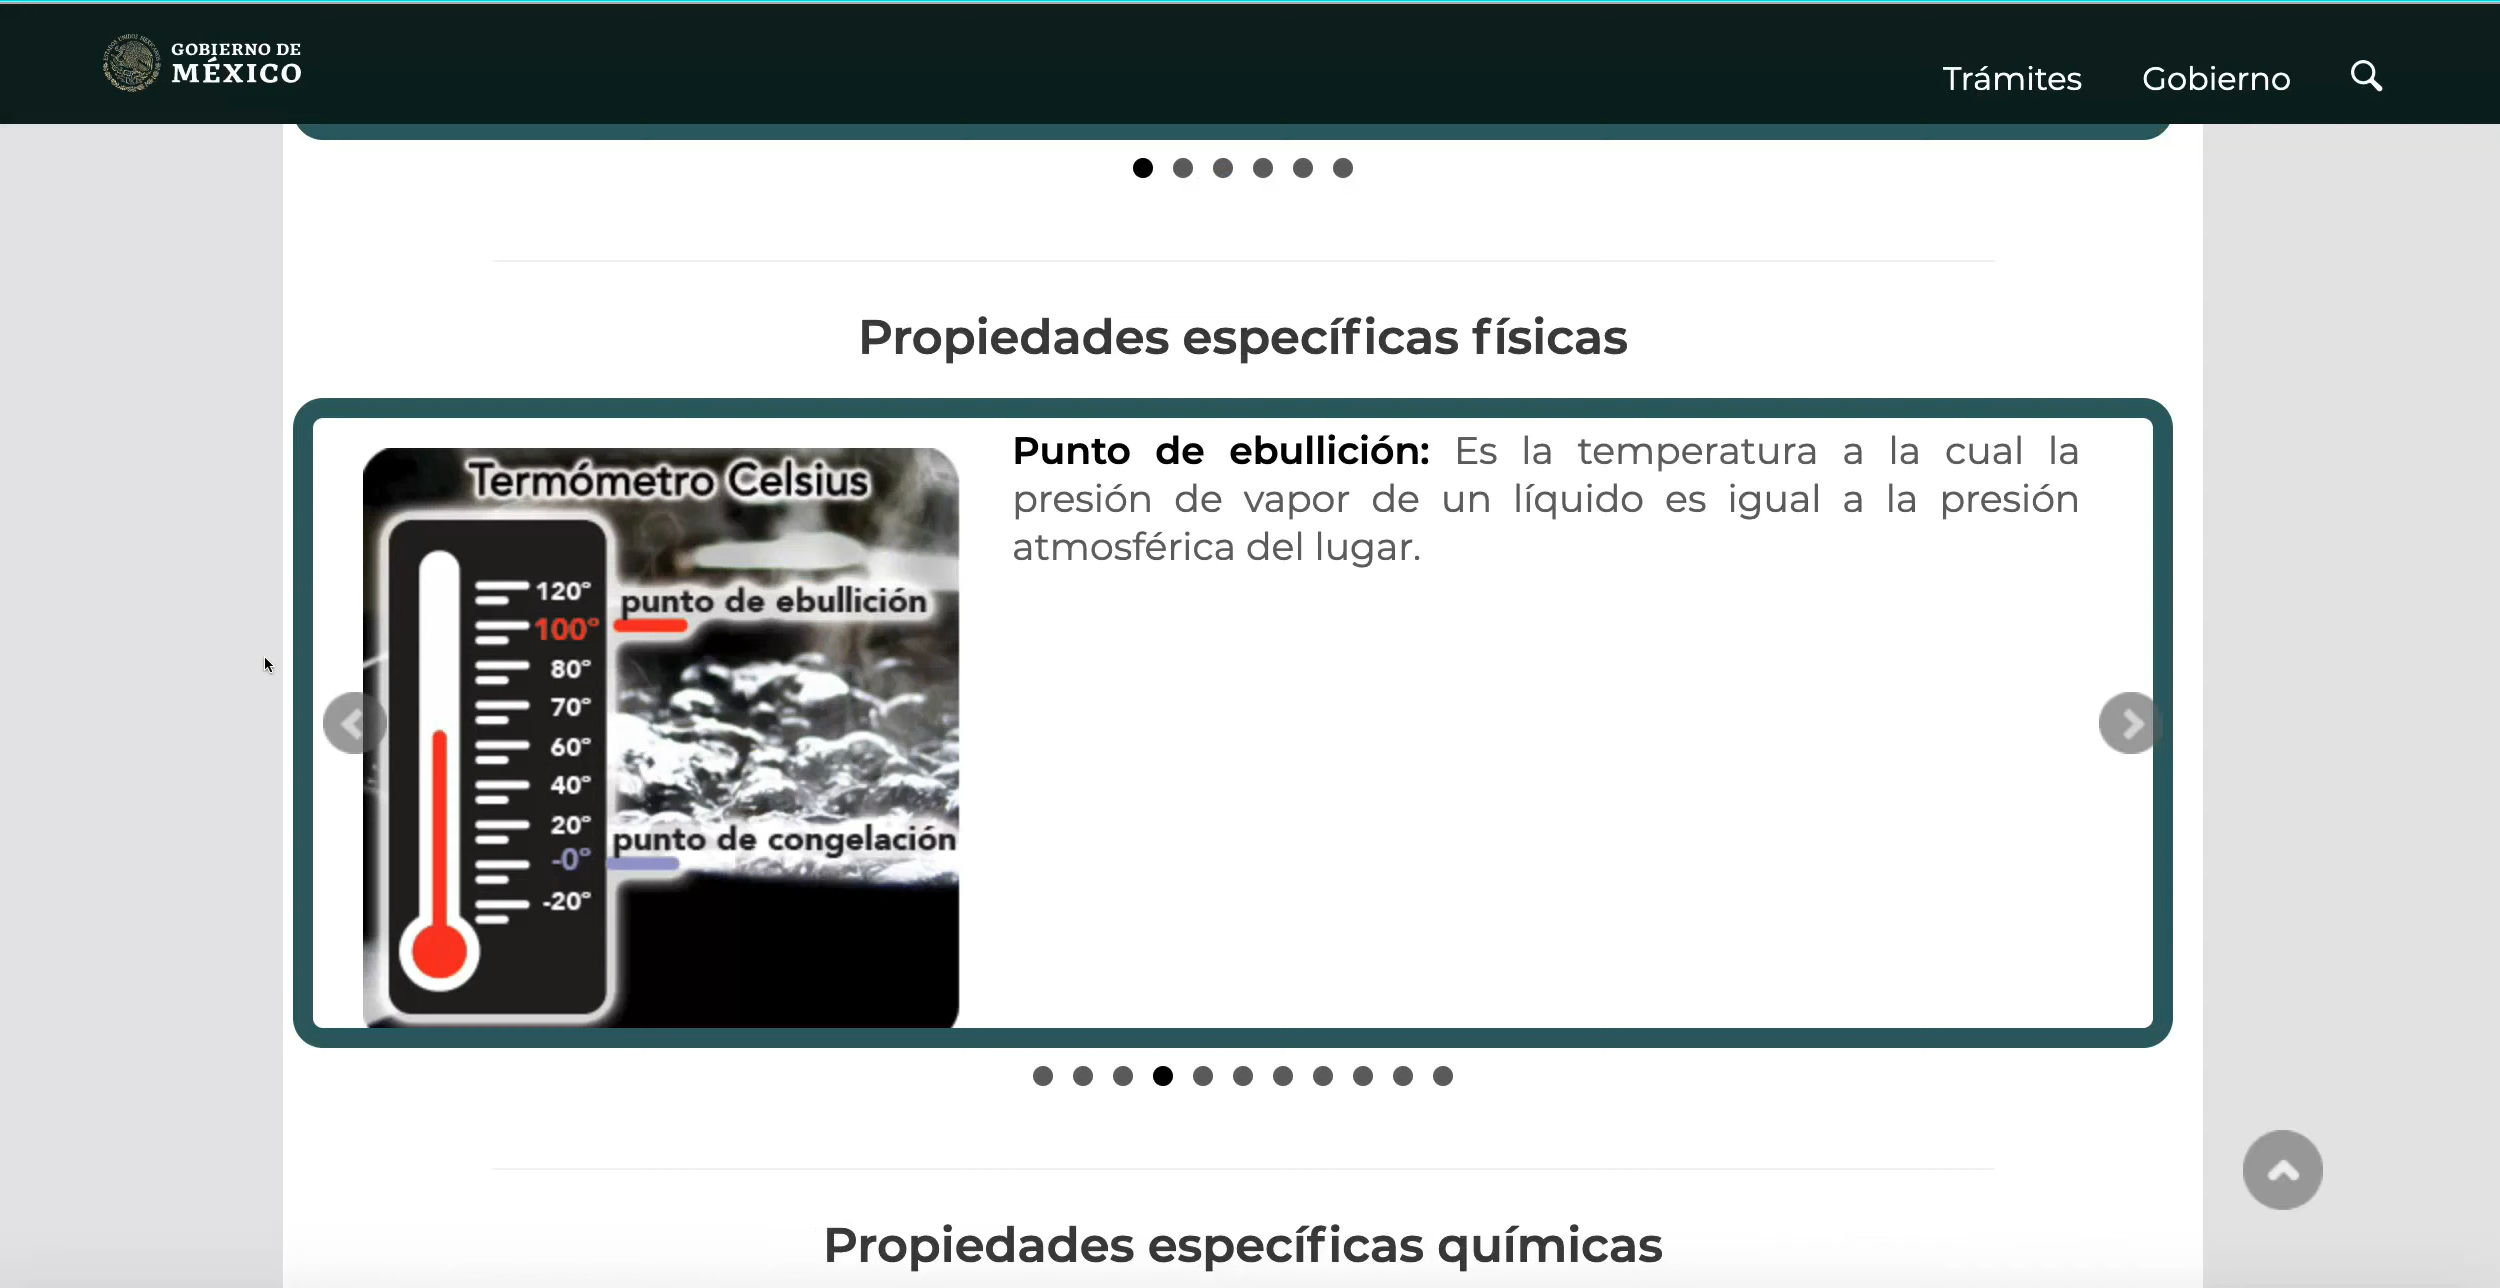 GOBIERNO DE
MÉXICO
Trámites Gobierno
Propiedades específicas físicas
Termómetro Celsius
120°
punto de ebullición
100°
80°
70°
60°
40°
20°
punto de congelación
-0°
-20°
Punto de ebullición: Es la temperatura a la cual la
presión de vapor de un líquido es igual a la presión
atmosférica del lugar.
Propiedades específicas químicas